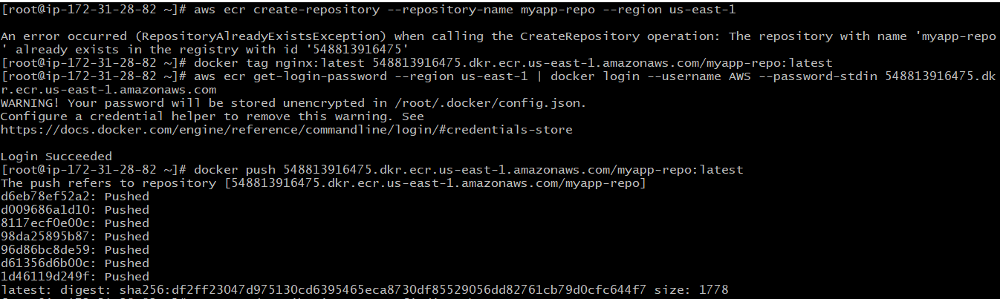 [root@ip-172-31-28-82 ~]# aws ecr create-repository --repository-name myapp-repo --region us-east-1
An error occurred (RepositoryAlreadyExistsException) when calling the CreateRepository operation: The repository with name 'myapp-repo
' already exists in the registry with id '548813916475'
[root@ip-172-31-28-82 ~]# docker tag nginx:latest 548813916475.dkr.ecr.us-east-1.amazonaws.com/myapp-repo:latest
[root@ip-172-31-28-82 ~]# aws ecr get-login-password --region us-east-1 | docker login --username AWS --password-stdin 548813916475.dk
r.ecr.us-east-1.amazonaws.com
WARNING! Your password will be stored unencrypted in /root/.docker/config.json.
Configure a credential helper to remove this warning. See
https://docs.docker.com/engine/reference/commandline/login/#credentials-store
Login Succeeded
[root@ip-172-31-28-82 ~]# docker push 548813916475.dkr.ecr.us-east-1.amazonaws.com/myapp-repo:latest
The push refers to repository [548813916475.dkr.ecr.us-east-1.amazonaws.com/myapp-repo]
d6eb78ef52a2: Pushed
d009686a1d10: Pushed
8117ecf0e00c: Pushed
98da25895b87: Pushed
96d86bc8de59: Pushed
d61356d6b00c: Pushed
1d46119d249f: Pushed
latest: digest: sha256:df2ff23047d975130cd6395465eca8730df85529056dd82761cb79d0cfc644f7 size: 1778